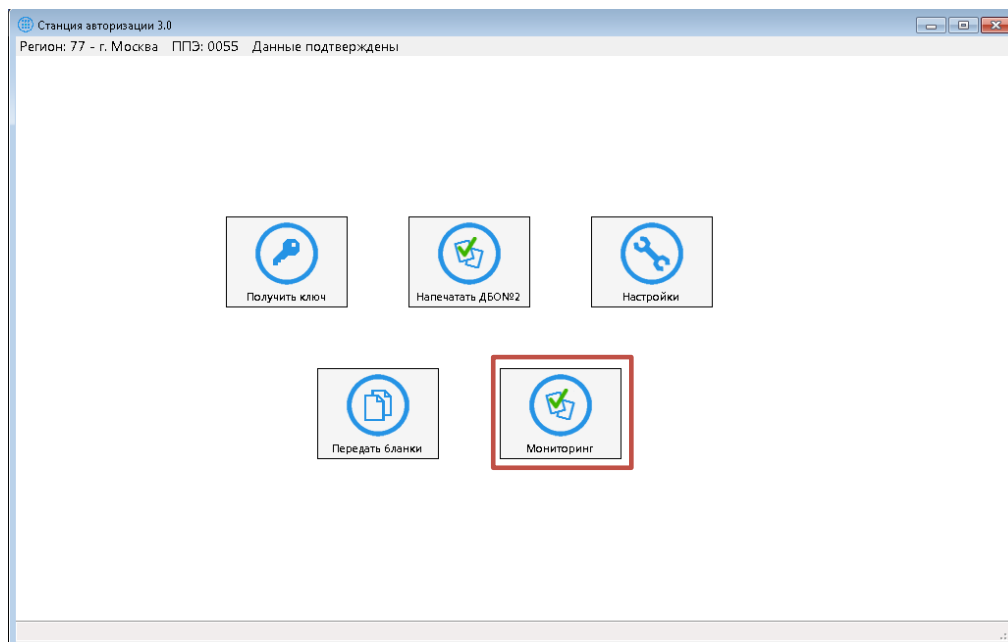 Станция авторизации 3.0
Регион: 77 - г. Москва ППЭ: 0055 Данные подтверждены
Получить ключ
Напечатать ДБО№2
Настройки
Передать бланки
Мониторинг